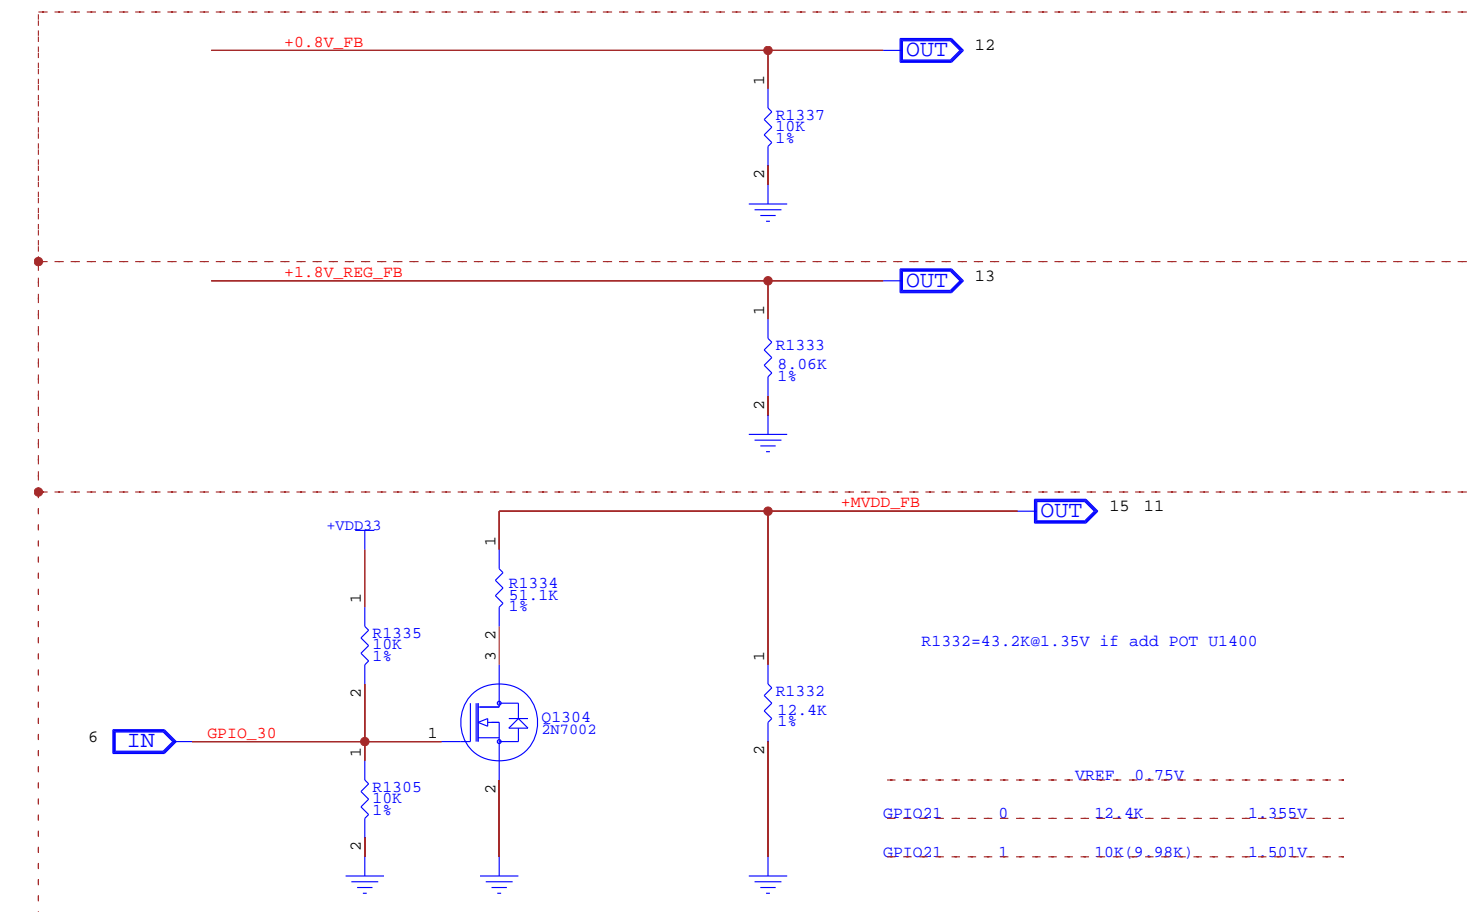 +0.8V_FB
OUT 12
1
R1337
10K
1%
2
+1.8V_REG_FB
OUT 13
1
R1333
8.06K
1%
2
+MVDD_FB
OUT 15 11
+VDD33
1
R1334
51.1K
1%
2
3
1
R1335
10K
1%
2
R1332=43.2K@1.35V if add POT U1400
1
R1332
12.4K
1%
2
6 IN GPIO_30
1
Q1304
2N7002
2
1
R1305
10K
1%
2
VREF 0.75V
GPIO21 0 12.4K 1.355V
GPIO21 1 10K(9.98K) 1.501V